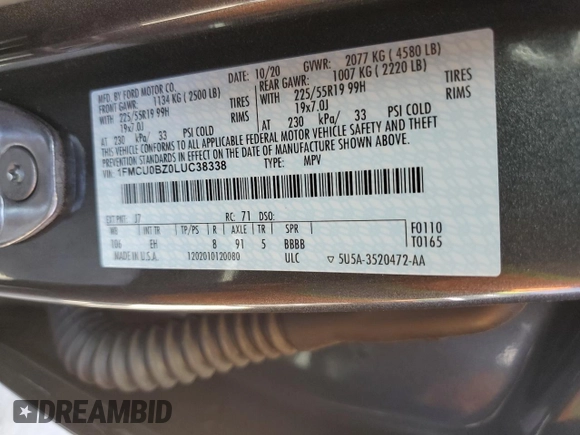 MFD. BY FORD MOTOR CO.
DATE: 10/20 GVWR: 2077 KG ( 4580 LB)
FRONT GAWR: 1134 KG ( 2500 LB)
REAR GAWR: 1007 KG ( 2220 LB)
WITH 225/55R19 99H TIRES
WITH 225/55R19 99H TIRES
19x7.0J RIMS
19x7.0J RIMS
AT 230 kPa/ 33 PSI COLD
AT 230 kPa/ 33 PSI COLD
THIS VEHICLE CONFORMS TO ALL APPLICABLE FEDERAL MOTOR VEHICLE SAFETY AND THEFT
PREVENTION STANDARDS IN EFFECT ON THE DATE OF MANUFACTURE SHOWN ABOVE.
VIN: 1FMCU0BZ0LUC38338 TYPE: MPV
EXT PNT: J7 RC: 71 DSO:
WB INT TR TP/PS R AXLE TR SPR F0110
106 EH 8 91 5 BBBB T0165
MADE IN U.S.A. 1202010120080 ULC ▽ 5U5A-3520472-AA
DREAMBID